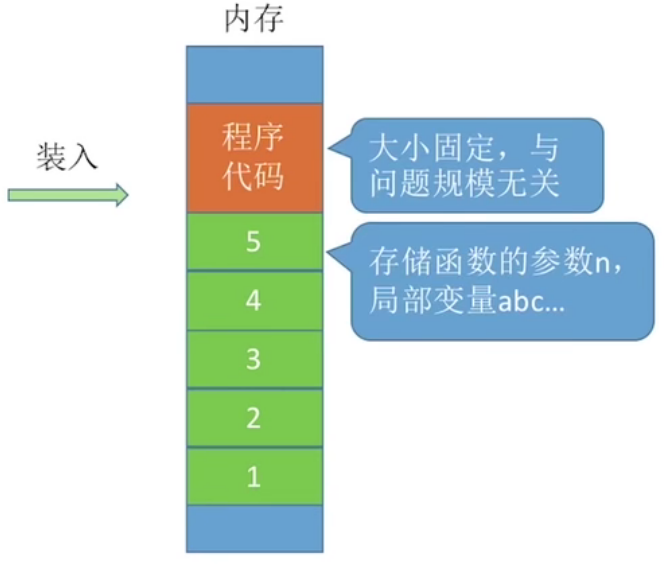 内存
装入
程序
代码
大小固定，与
问题规模无关
5
存储函数的参数n，
局部变量abc...
4
3
2
1